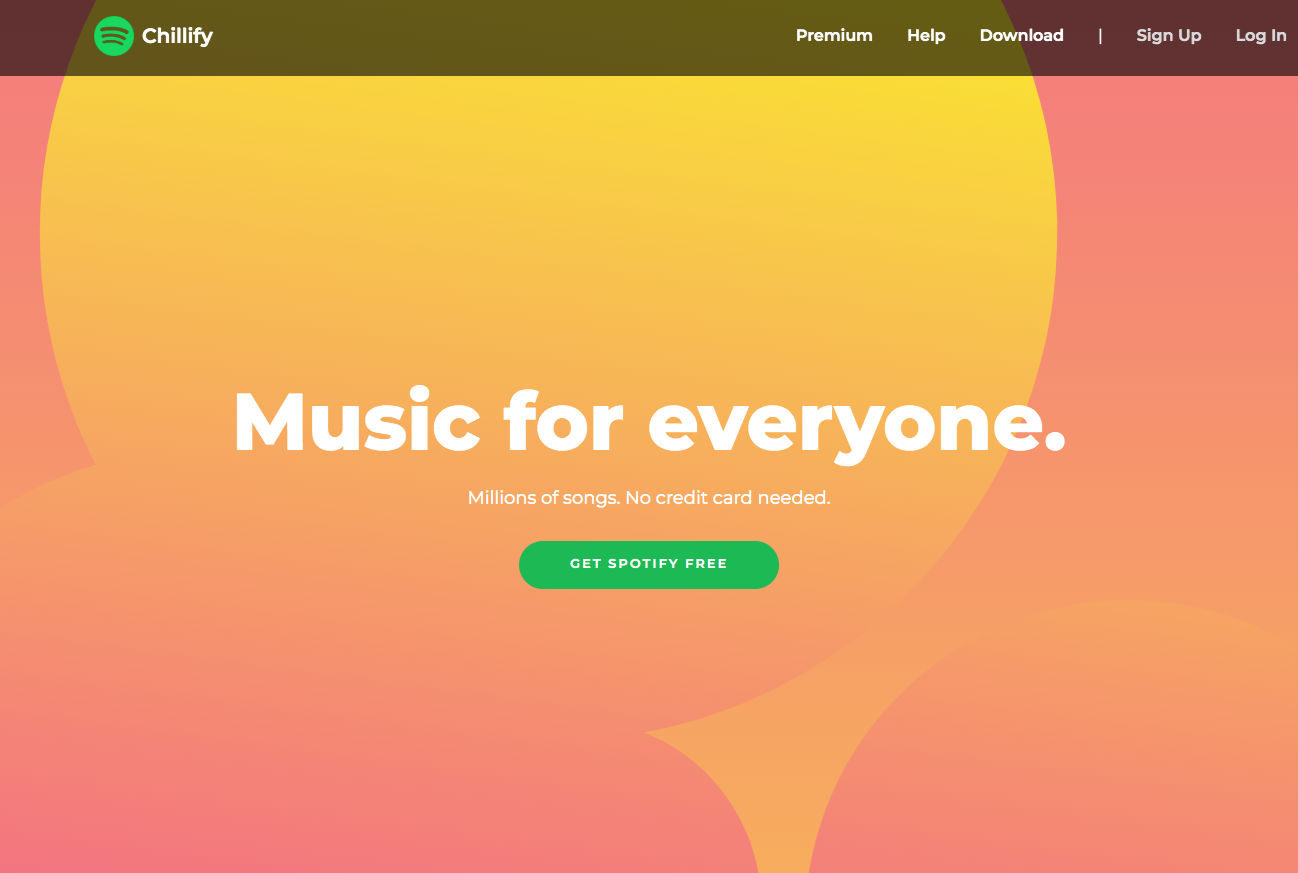 Chillify
Premium Help Download | Sign Up Log In
Music for everyone.
Millions of songs. No credit card needed.
GET SPOTIFY FREE